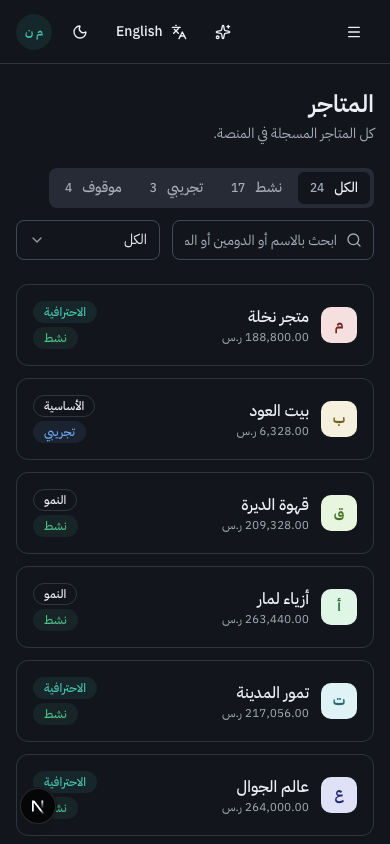 English
م ن
المتاجر
كل المتاجر المسجلة في المنصة.
الكل 24 نشط 17 تجريبي 3 موقوف 4
ابحث بالاسم أو الدومين أو
الكل
م
متجر نخلة
188,800.00 ر.س
الاحترافية
نشط
ب
بيت العود
6,328.00 ر.س
الأساسية
تجريبي
ق
قهوة الديرة
209,328.00 ر.س
النمو
نشط
أ
أزياء لمار
263,440.00 ر.س
النمو
نشط
ت
تمور المدينة
217,056.00 ر.س
الاحترافية
نشط
ع
عالم الجوال
264,000.00 ر.س
الاحترافية
N